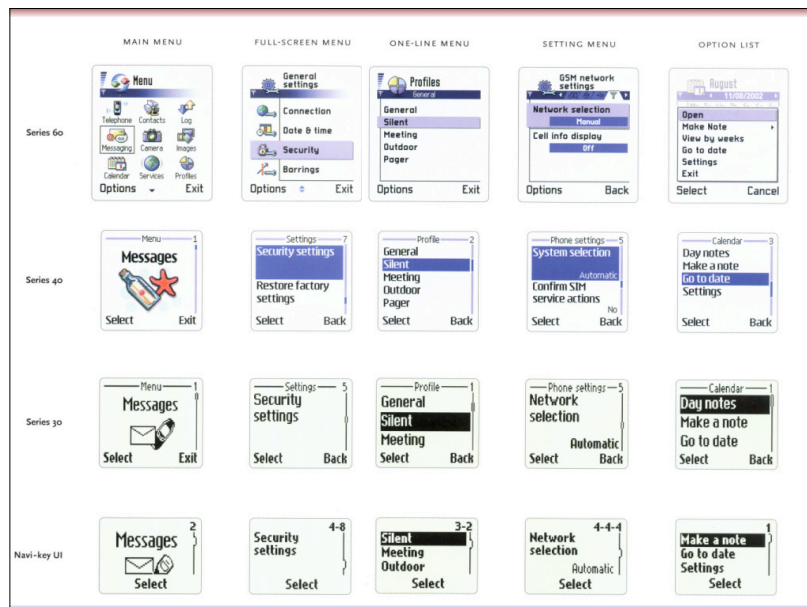 MAIN MENU
FULL-SCREEN MENU
ONE-LINE MENU
SETTING MENU
OPTION LIST
Series 60
Menu
Telephone Contacts Log
Messaging Camera Images
Calendar Services Profiles
Options Exit
General
settings
Connection
Date & time
Security
Barrings
Options Exit
Profiles
General
General
Silent
Meeting
Outdoor
Pager
Options Exit
GSM network
settings
Network selection
Manual
Cell info display
Off
Options Back
August
11/08/2002
Open
Make Note
View by weeks
Go to date
Settings
Exit
Select Cancel
Series 40
Menu 1
Messages
Select Exit
Settings 7
Security settings
Restore factory
settings
Select Back
Profile 2
General
Silent
Meeting
Outdoor
Pager
Select Back
Phone settings 5
System selection
Automatic
Confirm SIM
service actions
No
Select Back
Calendar 3
Day notes
Make a note
Go to date
Settings
Select Back
Series 30
Menu 1
Messages
Select Exit
Settings 5
Security
settings
Select Back
Profile 1
General
Silent
Meeting
Select Back
Phone settings 5
Network
selection
Automatic
Select Back
Calendar 1
Day notes
Make a note
Go to date
Select Back
Navi-key UI
2
Messages
Select
4-8
Security
settings
Select
3-2
Silent
Meeting
Outdoor
Select
4-4-4
Network
selection
Automatic
Select
1
Make a note
Go to date
Settings
Select